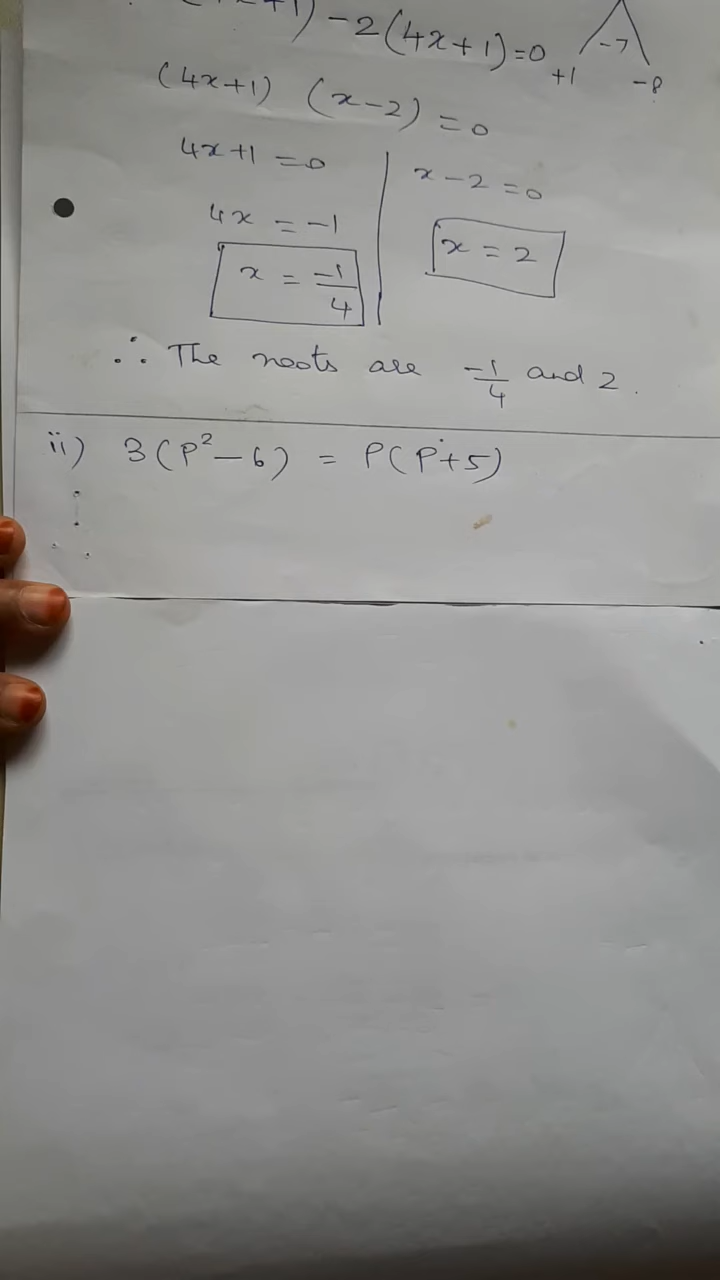 +1) -2(4x+1)=0 -7
+1 -8
(4x+1) (x-2) = 0
4x+1 = 0 x-2 = 0
4x = -1 x = 2
x = -1/4
∴ The roots are -1/4 and 2.
ii) 3(P²-6) = P(P+5)